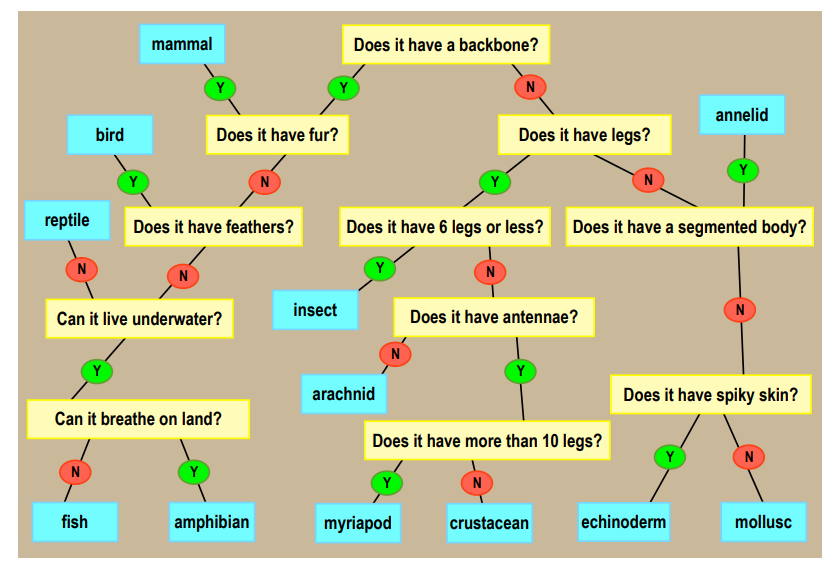 mammal
Does it have a backbone?
Y
Y
N
annelid
bird
Does it have fur?
Does it have legs?
Y
Y
N
Y
N
reptile
Does it have feathers?
Does it have 6 legs or less?
Does it have a segmented body?
N
N
Y
N
insect
Can it live underwater?
Does it have antennae?
N
N
Y
Y
arachnid
Does it have spiky skin?
Can it breathe on land?
Does it have more than 10 legs?
N
Y
Y
N
Y
N
fish
amphibian
myriapod
crustacean
echinoderm
mollusc